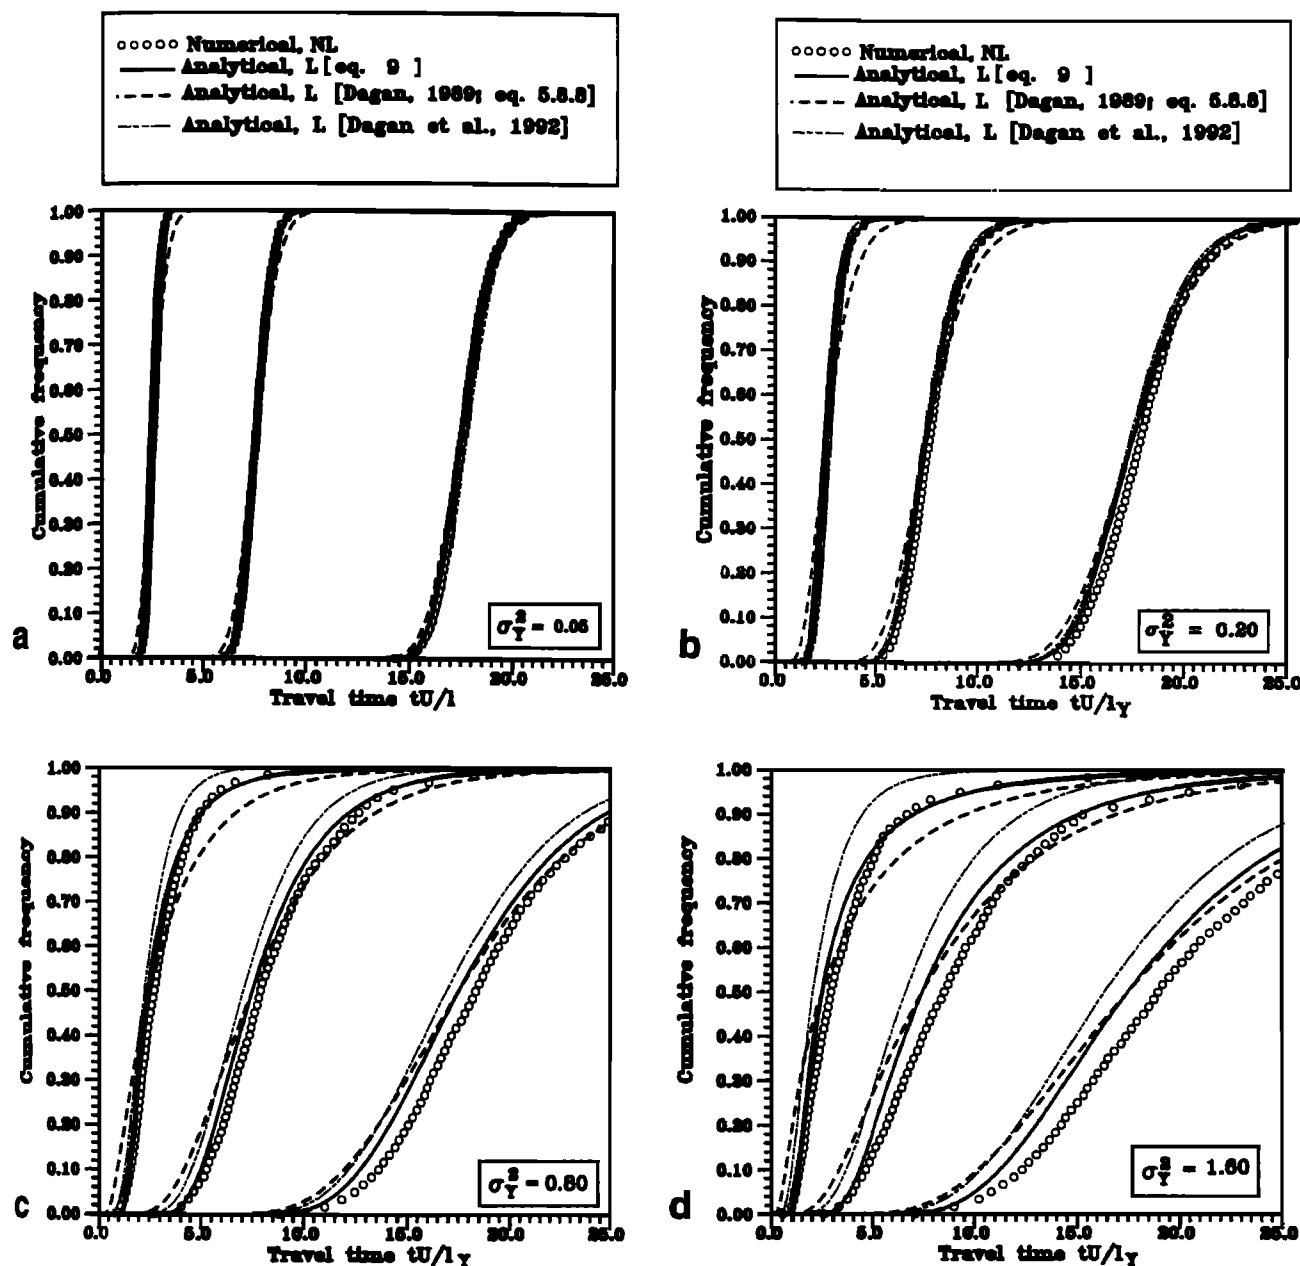 Numerical, NL
Analytical, L [eq. 9 ]
Analytical, L [Dagan, 1989; eq. 5.8.8]
Analytical, L [Dagan et al., 1992]
Numerical, NL
Analytical, L [eq. 9 ]
Analytical, L [Dagan, 1989; eq. 5.8.8]
Analytical, L [Dagan et al., 1992]
1.00
0.90
0.80
0.70
0.60
0.50
0.40
0.30
0.20
0.10
0.00
Cumulative frequency
a
σ²Y = 0.05
0.0 5.0 10.0 15.0 20.0 25.0
Travel time tU/l
1.00
0.90
0.80
0.70
0.60
0.50
0.40
0.30
0.20
0.10
0.00
Cumulative frequency
b
σ²Y = 0.20
0.0 5.0 10.0 15.0 20.0 25.0
Travel time tU/lY
1.00
0.90
0.80
0.70
0.60
0.50
0.40
0.30
0.20
0.10
0.00
Cumulative frequency
c
σ²Y = 0.80
0.0 5.0 10.0 15.0 20.0 25.0
Travel time tU/lY
1.00
0.90
0.80
0.70
0.60
0.50
0.40
0.30
0.20
0.10
0.00
Cumulative frequency
d
σ²Y = 1.60
0.0 5.0 10.0 15.0 20.0 25.0
Travel time tU/lY